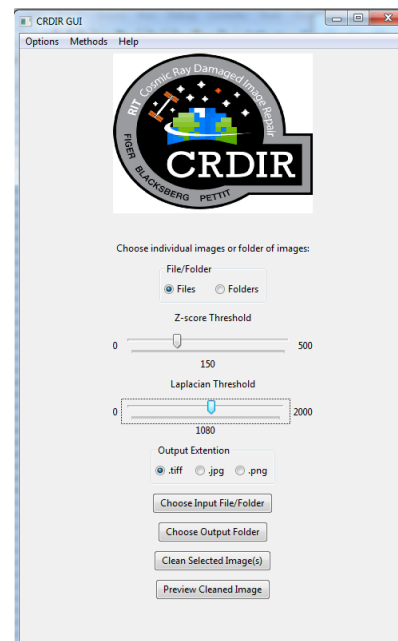 CRDIR GUI
Options Methods Help
RIT Cosmic Ray Damaged Image Repair
CRDIR
FIGER BLACKSBERG PETTIT
Choose individual images or folder of images:
File/Folder
Files Folders
Z-score Threshold
0 500
150
Laplacian Threshold
0 2000
1080
Output Extention
.tiff .jpg .png
Choose Input File/Folder
Choose Output Folder
Clean Selected Image(s)
Preview Cleaned Image